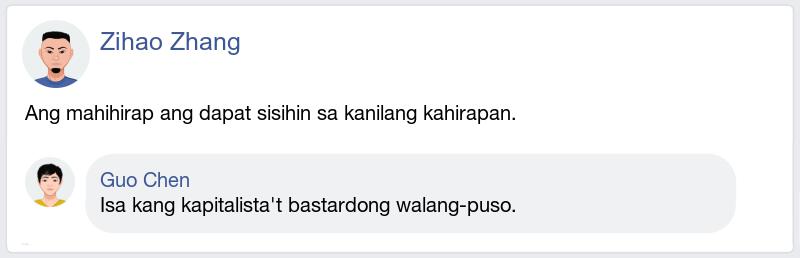 Zihao Zhang
Ang mahihirap ang dapat sisihin sa kanilang kahirapan.
Guo Chen
Isa kang kapitalista't bastardong walang-puso.